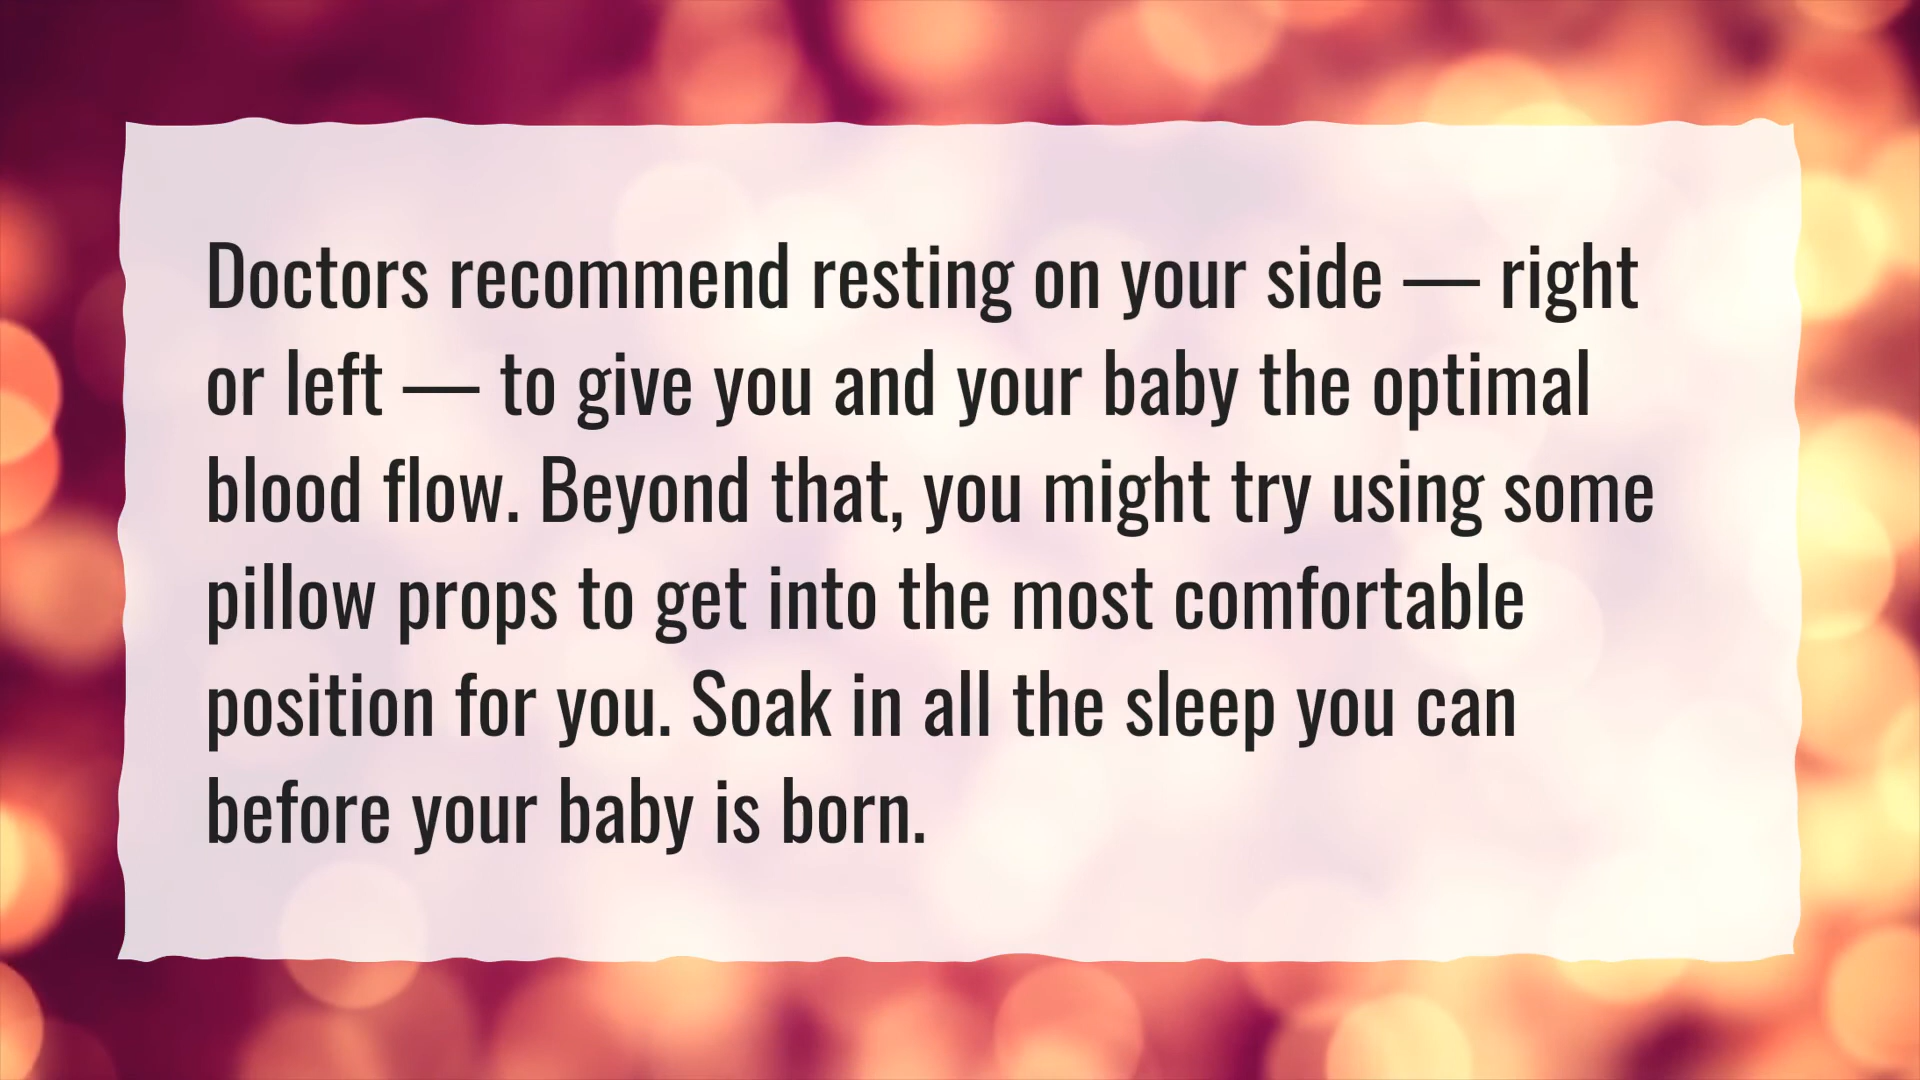 Doctors recommend resting on your side — right
or left — to give you and your baby the optimal
blood flow. Beyond that, you might try using some
pillow props to get into the most comfortable
position for you. Soak in all the sleep you can
before your baby is born.